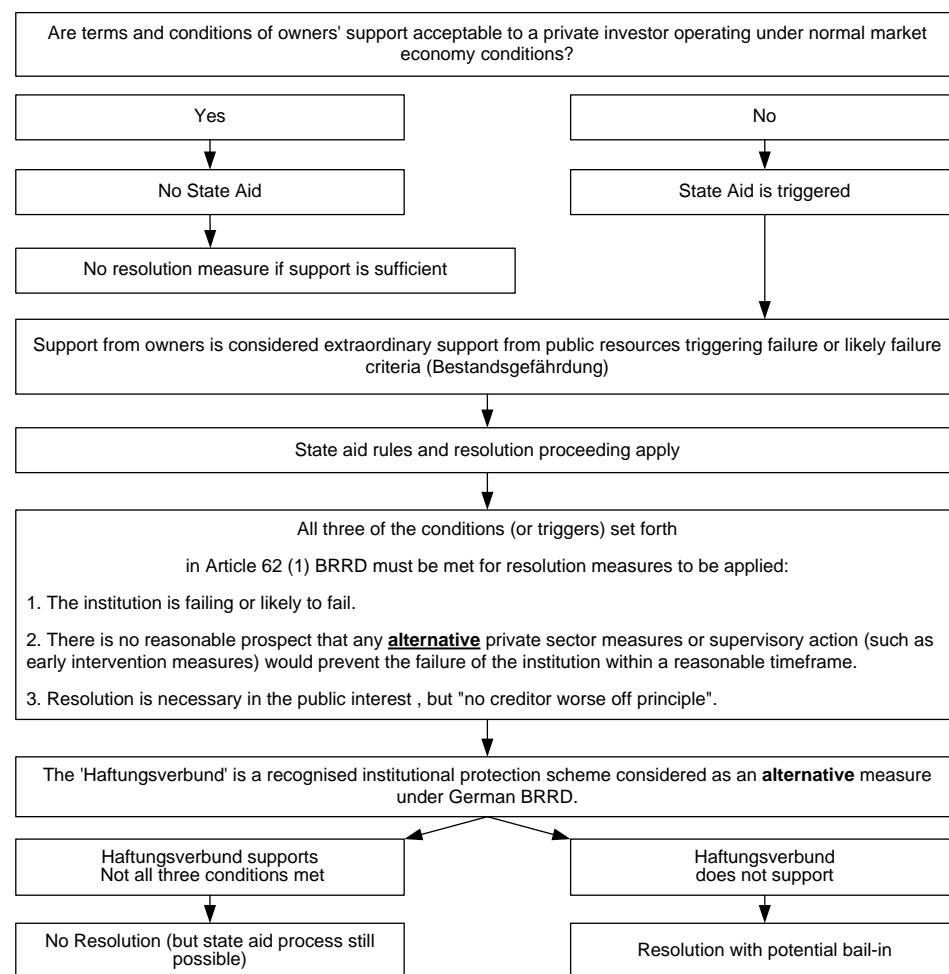 Are terms and conditions of owners' support acceptable to a private investor operating under normal market
economy conditions?
Yes
No
No State Aid
State Aid is triggered
No resolution measure if support is sufficient
Support from owners is considered extraordinary support from public resources triggering failure or likely failure
criteria (Bestandsgefährdung)
State aid rules and resolution proceeding apply
All three of the conditions (or triggers) set forth
in Article 62 (1) BRRD must be met for resolution measures to be applied:
1. The institution is failing or likely to fail.
2. There is no reasonable prospect that any alternative private sector measures or supervisory action (such as
early intervention measures) would prevent the failure of the institution within a reasonable timeframe.
3. Resolution is necessary in the public interest , but "no creditor worse off principle".
The 'Haftungsverbund' is a recognised institutional protection scheme considered as an alternative measure
under German BRRD.
Haftungsverbund supports
Not all three conditions met
Haftungsverbund
does not support
No Resolution (but state aid process still
possible)
Resolution with potential bail-in